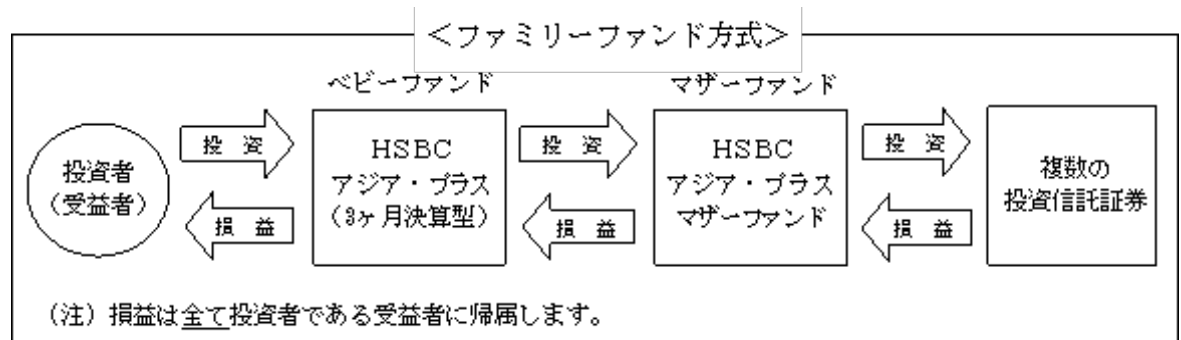 ＜ファミリーファンド方式＞
ベビーファンド
マザーファンド
投資者
（受益者）
投 資
損 益
HSBC
アジア・プラス
（3ヶ月決算型）
投 資
損 益
HSBC
アジア・プラス
マザーファンド
投 資
損 益
複数の
投資信託証券
（注）損益は全て投資者である受益者に帰属します。